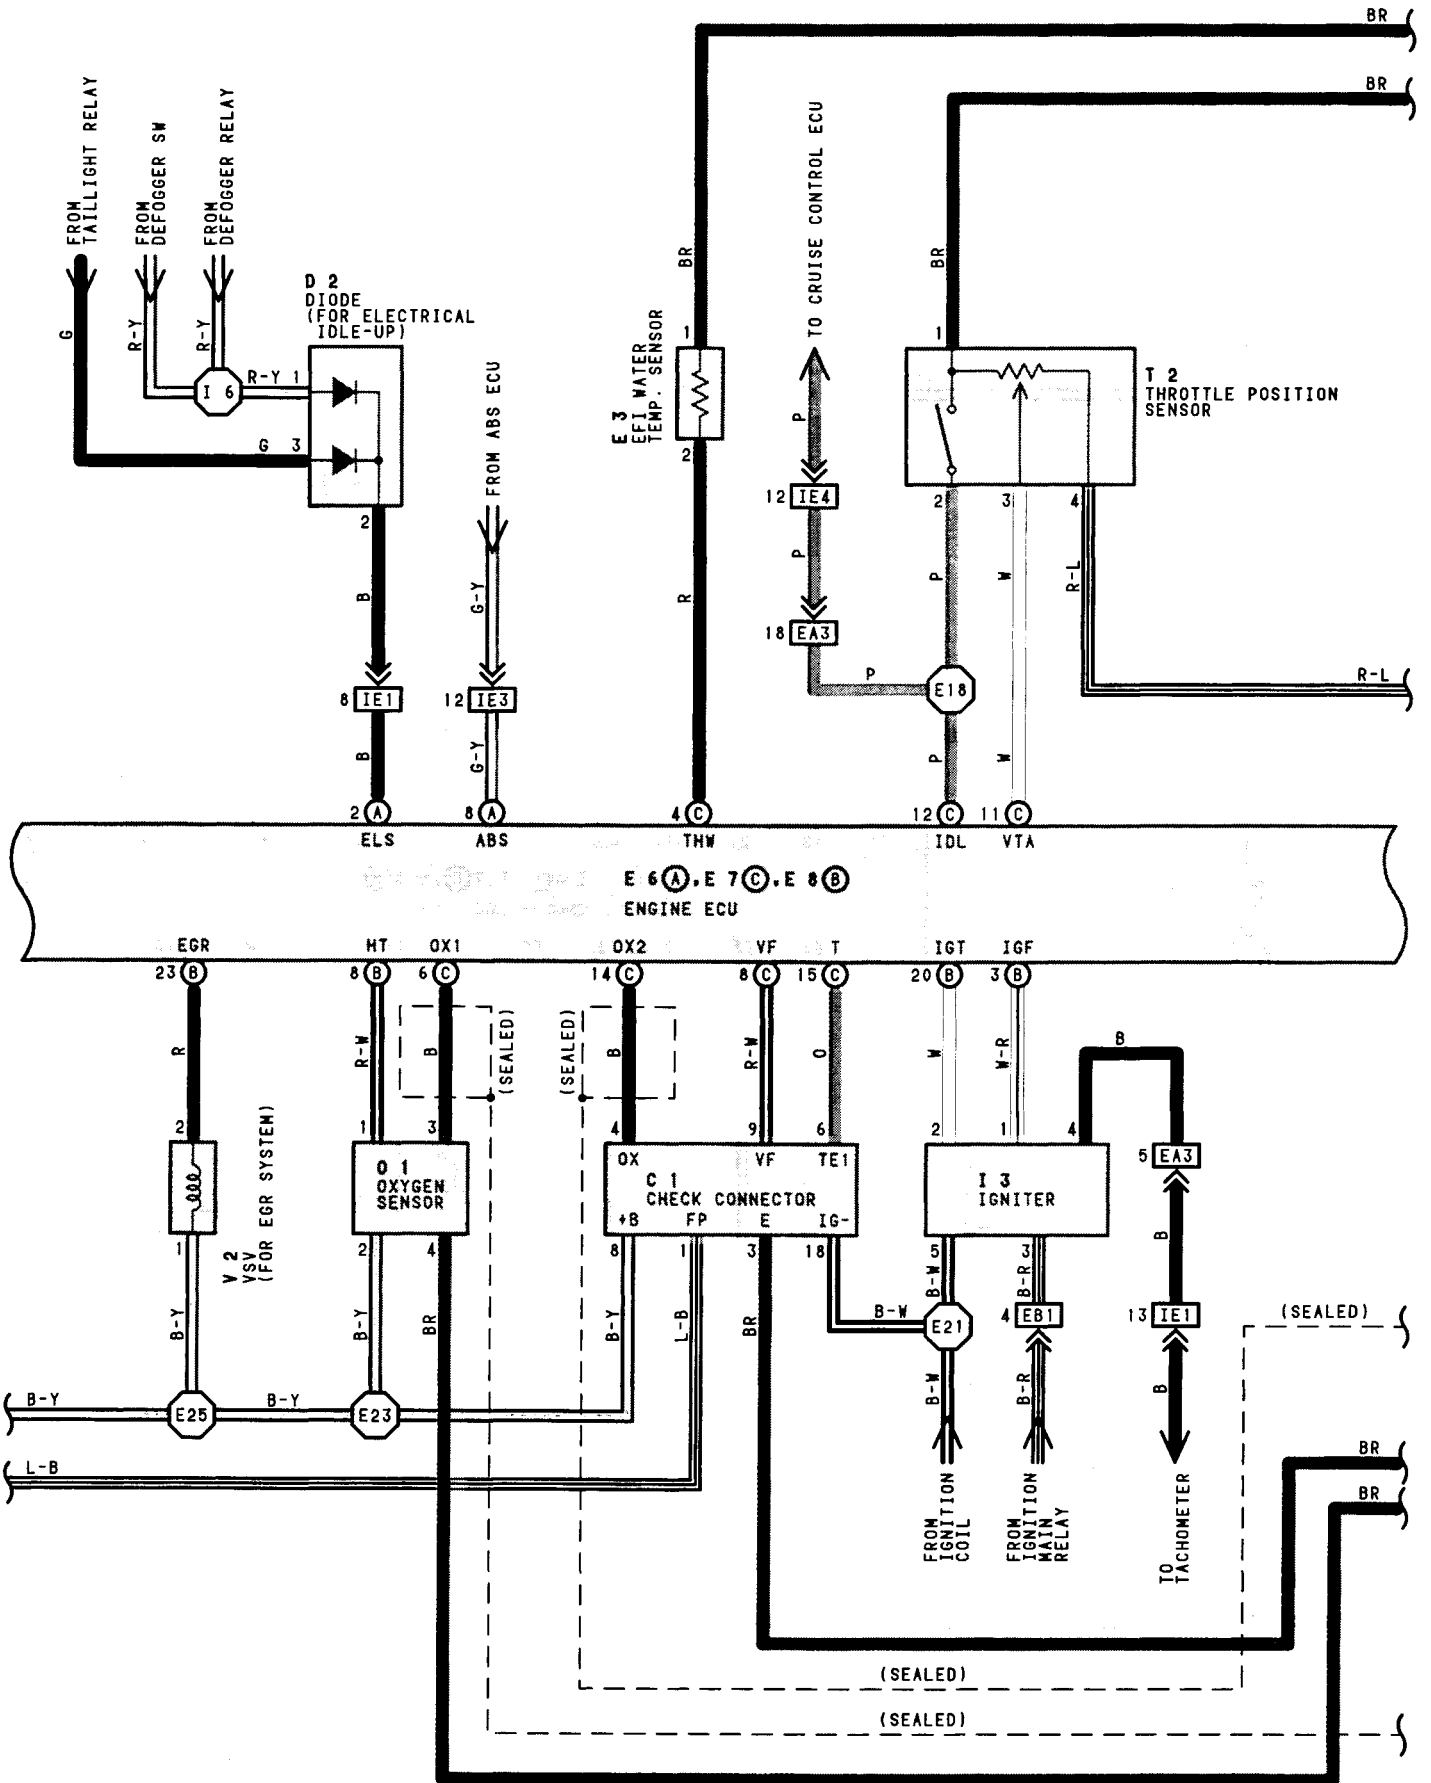 BR
BR
FROM
TAILLIGHT RELAY
FROM
DEFOGGER SW
FROM
DEFOGGER RELAY
G
R-Y
R-Y
I 6
R-Y 1
G 3
D 2
DIODE
(FOR ELECTRICAL
IDLE-UP)
2
B
8 IE1
B
FROM ABS ECU
G-Y
12 IE3
G-Y
BR
1
E 3
EFI WATER
TEMP. SENSOR
2
R
TO CRUISE CONTROL ECU
P
12 IE4
P
18 EA3
P
BR
1
T 2
THROTTLE POSITION
SENSOR
2 3 4
P W R-L
E18
R-L
P W
2 A 8 A 4 C 12 C 11 C
ELS ABS THW IDL VTA
E 6 A , E 7 C , E 8 B
ENGINE ECU
EGR HT OX1 OX2 VF T IGT IGF
23 B 8 B 6 C 14 C 8 C 15 C 20 B 3 B
R R-W B (SEALED) (SEALED) B R-W O W W-R B
2 1 3 4 9 6 2 1 4
V 2
VSV
(FOR EGR SYSTEM)
O 1
OXYGEN
SENSOR
OX VF TE1
C 1
CHECK CONNECTOR
+B FP E IG-
I 3
IGNITER
5 EA3
1 2 4 8 1 3 18 5 3
B
B-W B-R
B-Y B-Y BR B-Y L-B BR
B-W E21
4 EB1
13 IE1
(SEALED)
B-W B-R B
B-Y E25 B-Y E23
L-B
FROM
IGNITION
COIL
FROM
IGNITION
MAIN
RELAY
TO
TACHOMETER
BR
BR
(SEALED)
(SEALED)